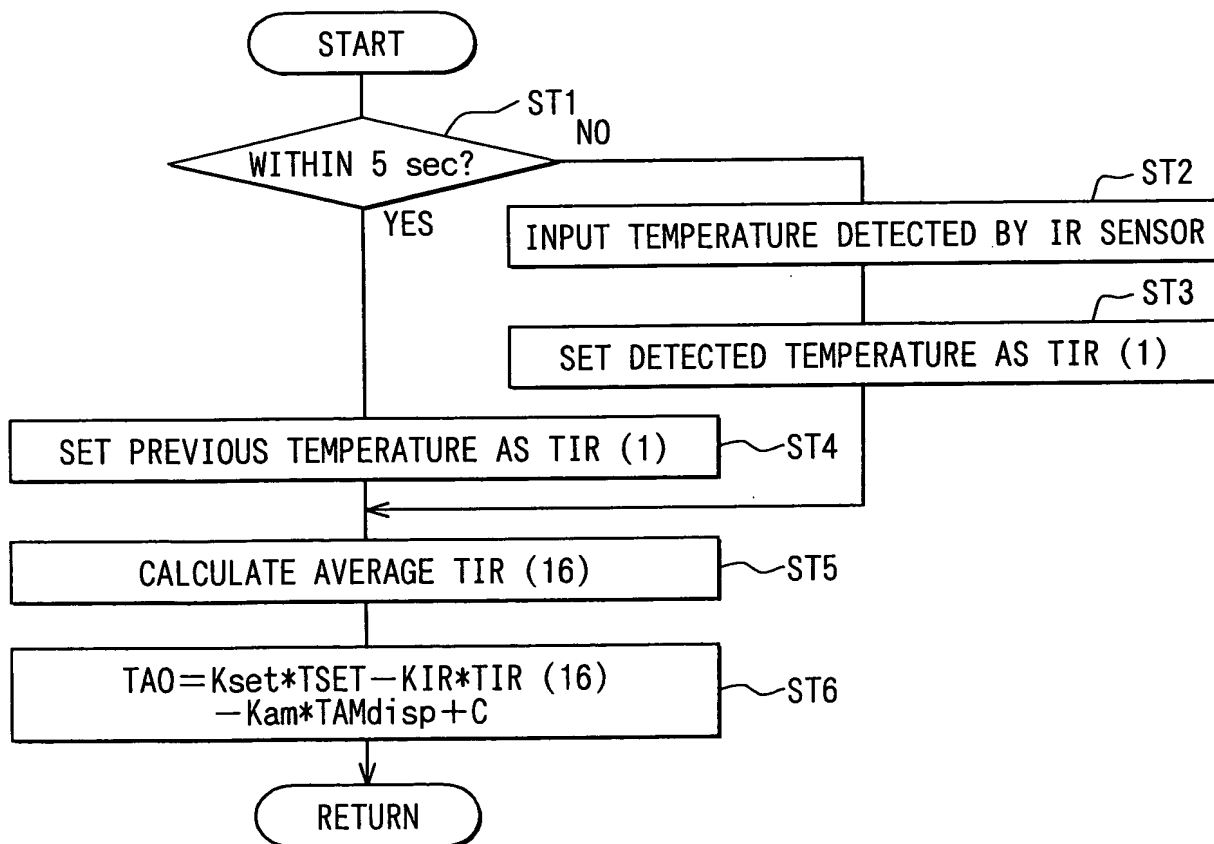 START
ST1
NO
WITHIN 5 sec?
YES
ST2
INPUT TEMPERATURE DETECTED BY IR SENSOR
ST3
SET DETECTED TEMPERATURE AS TIR (1)
SET PREVIOUS TEMPERATURE AS TIR (1)
ST4
CALCULATE AVERAGE TIR (16)
ST5
TAO=Kset*TSET-KIR*TIR (16)
-Kam*TAMdisp+C
ST6
RETURN